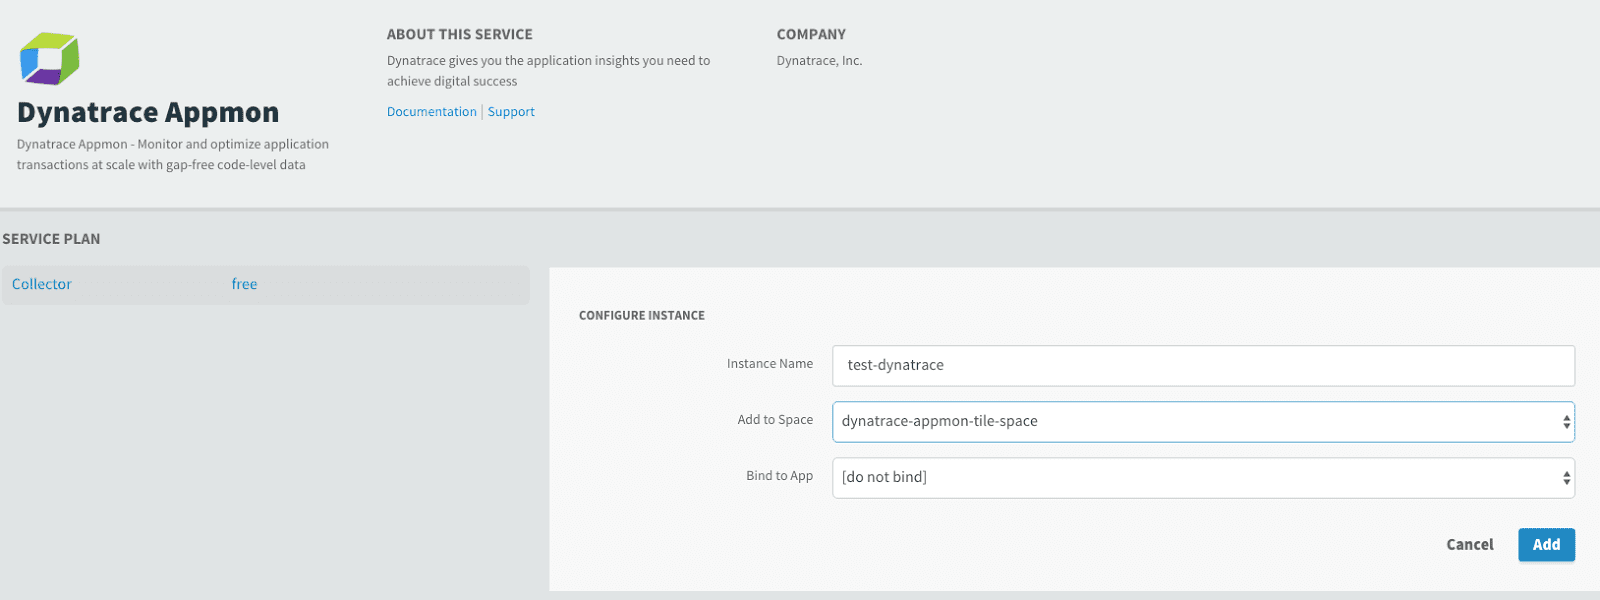 Dynatrace Appmon
Dynatrace Appmon - Monitor and optimize application
transactions at scale with gap-free code-level data
ABOUT THIS SERVICE
Dynatrace gives you the application insights you need to
achieve digital success
Documentation | Support
COMPANY
Dynatrace, Inc.
SERVICE PLAN
Collector free
CONFIGURE INSTANCE
Instance Name test-dynatrace
Add to Space dynatrace-appmon-tile-space
Bind to App [do not bind]
Cancel Add